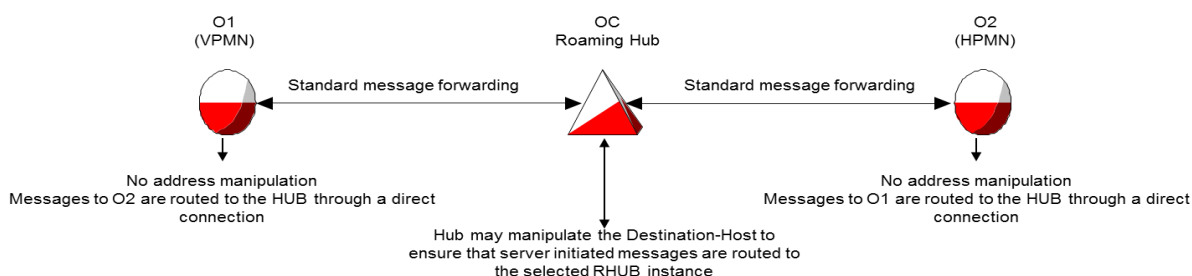 O1
(VPMN)
OC
Roaming Hub
O2
(HPMN)
Standard message forwarding
Standard message forwarding
No address manipulation
Messages to O2 are routed to the HUB through a direct
connection
No address manipulation
Messages to O1 are routed to the HUB through a direct
connection
Hub may manipulate the Destination-Host to
ensure that server initiated messages are routed to
the selected RHUB instance